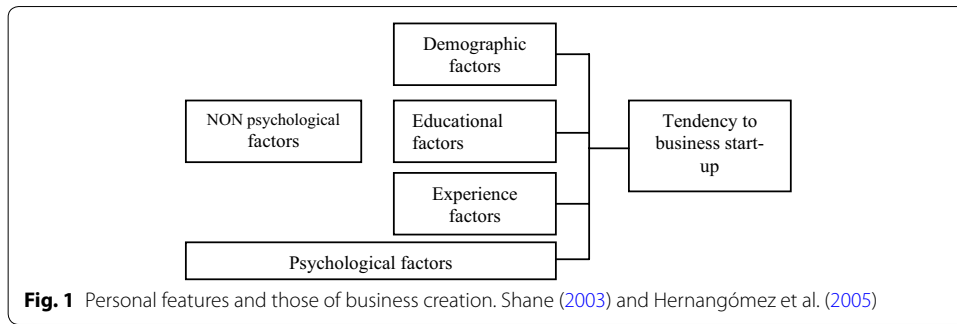 Demographic
factors
NON psychological
factors
Educational
factors
Tendency to
business start-
up
Experience
factors
Psychological factors
Fig. 1 Personal features and those of business creation. Shane (2003) and Hernangómez et al. (2005)